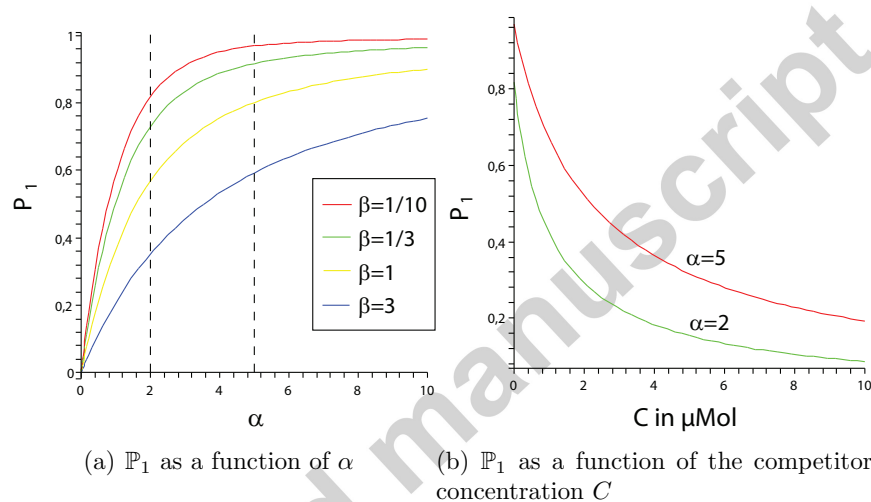 1
0,8
0,6
0,4
0,2
0
P1
0 2 4 6 8 10
α
β=1/10
β=1/3
β=1
β=3
0,8
0,6
0,4
0,2
P1
α=5
α=2
0 2 4 6 8 10
C in μMol
(a) ℙ1 as a function of α
(b) ℙ1 as a function of the competitor
concentration C
d manuscript